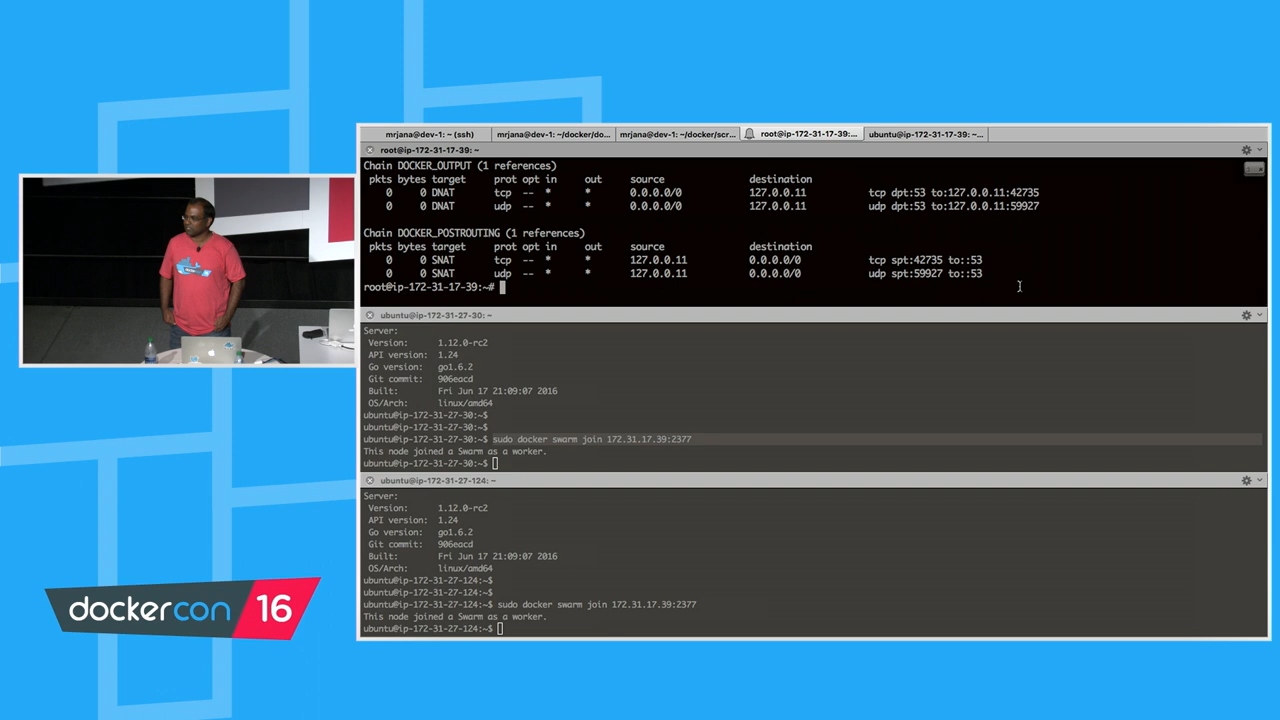 mrjana@dev-1: ~ (ssh)
mrjana@dev-1: ~/docker/do...
mrjana@dev-1: ~/docker/scr...
root@ip-172-31-17-39:...
ubuntu@ip-172-31-17-39: ~...
root@ip-172-31-17-39: ~
Chain DOCKER_OUTPUT (1 references)
pkts bytes target prot opt in out source destination
0 0 DNAT tcp -- * * 0.0.0.0/0 127.0.0.11 tcp dpt:53 to:127.0.0.11:42735
0 0 DNAT udp -- * * 0.0.0.0/0 127.0.0.11 udp dpt:53 to:127.0.0.11:59927
Chain DOCKER_POSTROUTING (1 references)
pkts bytes target prot opt in out source destination
0 0 SNAT tcp -- * * 127.0.0.11 0.0.0.0/0 tcp spt:42735 to::53
0 0 SNAT udp -- * * 127.0.0.11 0.0.0.0/0 udp spt:59927 to::53
root@ip-172-31-17-39:~#
ubuntu@ip-172-31-27-30: ~
Server:
Version: 1.12.0-rc2
API version: 1.24
Go version: go1.6.2
Git commit: 906eacd
Built: Fri Jun 17 21:09:07 2016
OS/Arch: linux/amd64
ubuntu@ip-172-31-27-30:~$
ubuntu@ip-172-31-27-30:~$
ubuntu@ip-172-31-27-30:~$ sudo docker swarm join 172.31.17.39:2377
This node joined a Swarm as a worker.
ubuntu@ip-172-31-27-30:~$
ubuntu@ip-172-31-27-124: ~
Server:
Version: 1.12.0-rc2
API version: 1.24
Go version: go1.6.2
Git commit: 906eacd
Built: Fri Jun 17 21:09:07 2016
OS/Arch: linux/amd64
ubuntu@ip-172-31-27-124:~$
ubuntu@ip-172-31-27-124:~$
ubuntu@ip-172-31-27-124:~$ sudo docker swarm join 172.31.17.39:2377
This node joined a Swarm as a worker.
ubuntu@ip-172-31-27-124:~$
dockercon 16